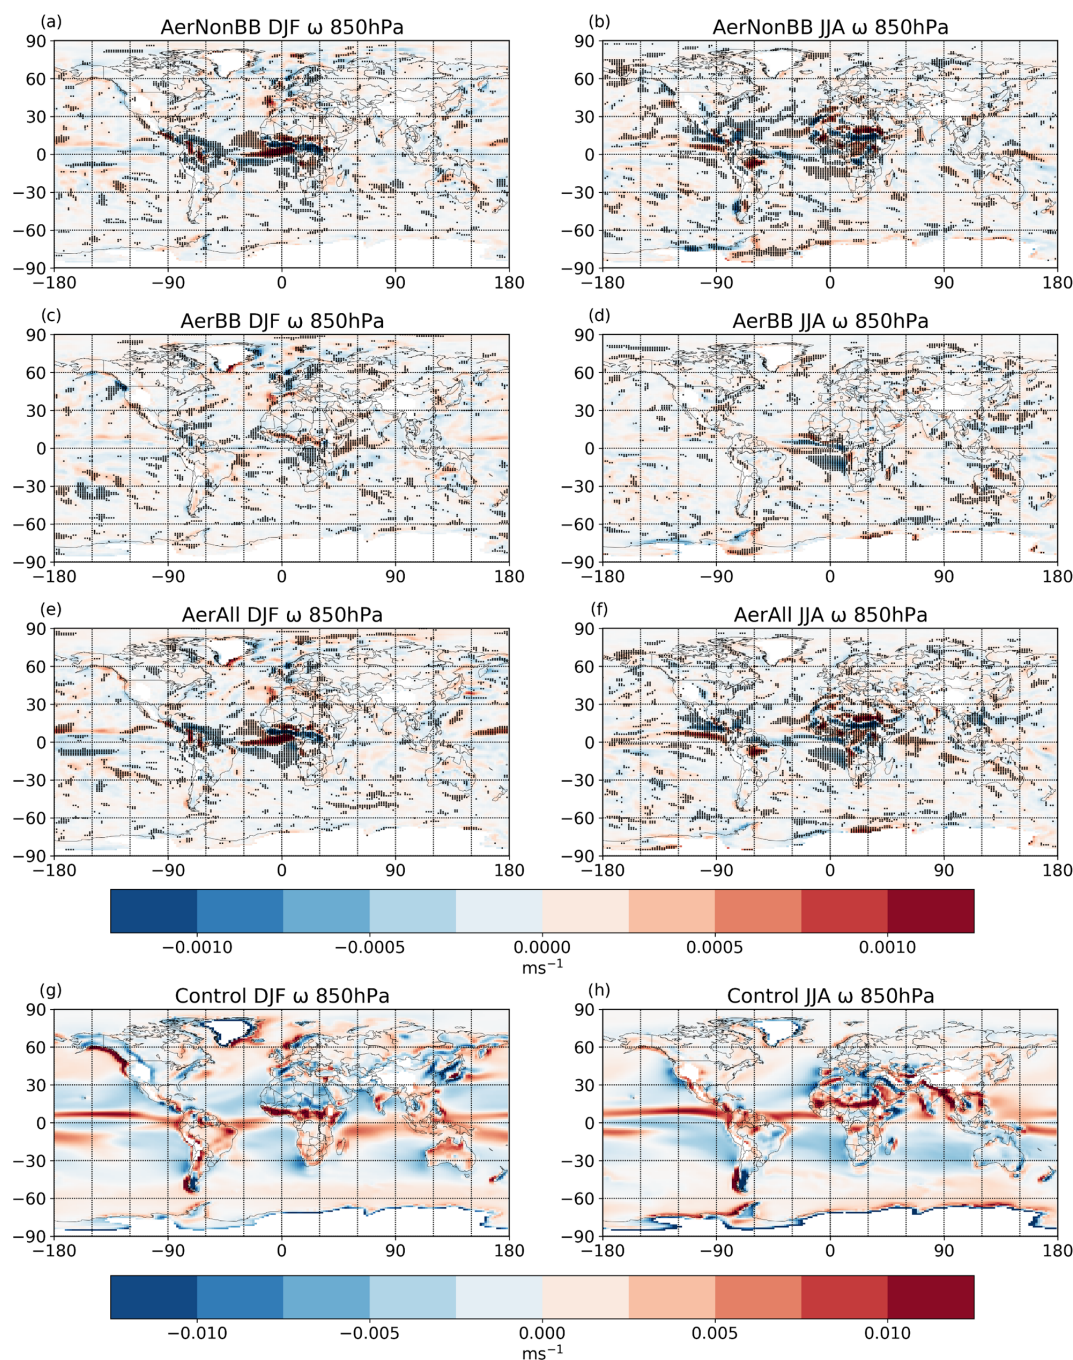 (a) AerNonBB DJF ω 850hPa
90
60
30
0
−30
−60
−90
−180 −90 0 90 180
(b) AerNonBB JJA ω 850hPa
90
60
30
0
−30
−60
−90
−180 −90 0 90 180
(c) AerBB DJF ω 850hPa
90
60
30
0
−30
−60
−90
−180 −90 0 90 180
(d) AerBB JJA ω 850hPa
90
60
30
0
−30
−60
−90
−180 −90 0 90 180
(e) AerAll DJF ω 850hPa
90
60
30
0
−30
−60
−90
−180 −90 0 90 180
(f) AerAll JJA ω 850hPa
90
60
30
0
−30
−60
−90
−180 −90 0 90 180
−0.0010 −0.0005 0.0000 0.0005 0.0010
ms⁻¹
(g) Control DJF ω 850hPa
90
60
30
0
−30
−60
−90
−180 −90 0 90 180
(h) Control JJA ω 850hPa
90
60
30
0
−30
−60
−90
−180 −90 0 90 180
−0.010 −0.005 0.000 0.005 0.010
ms⁻¹